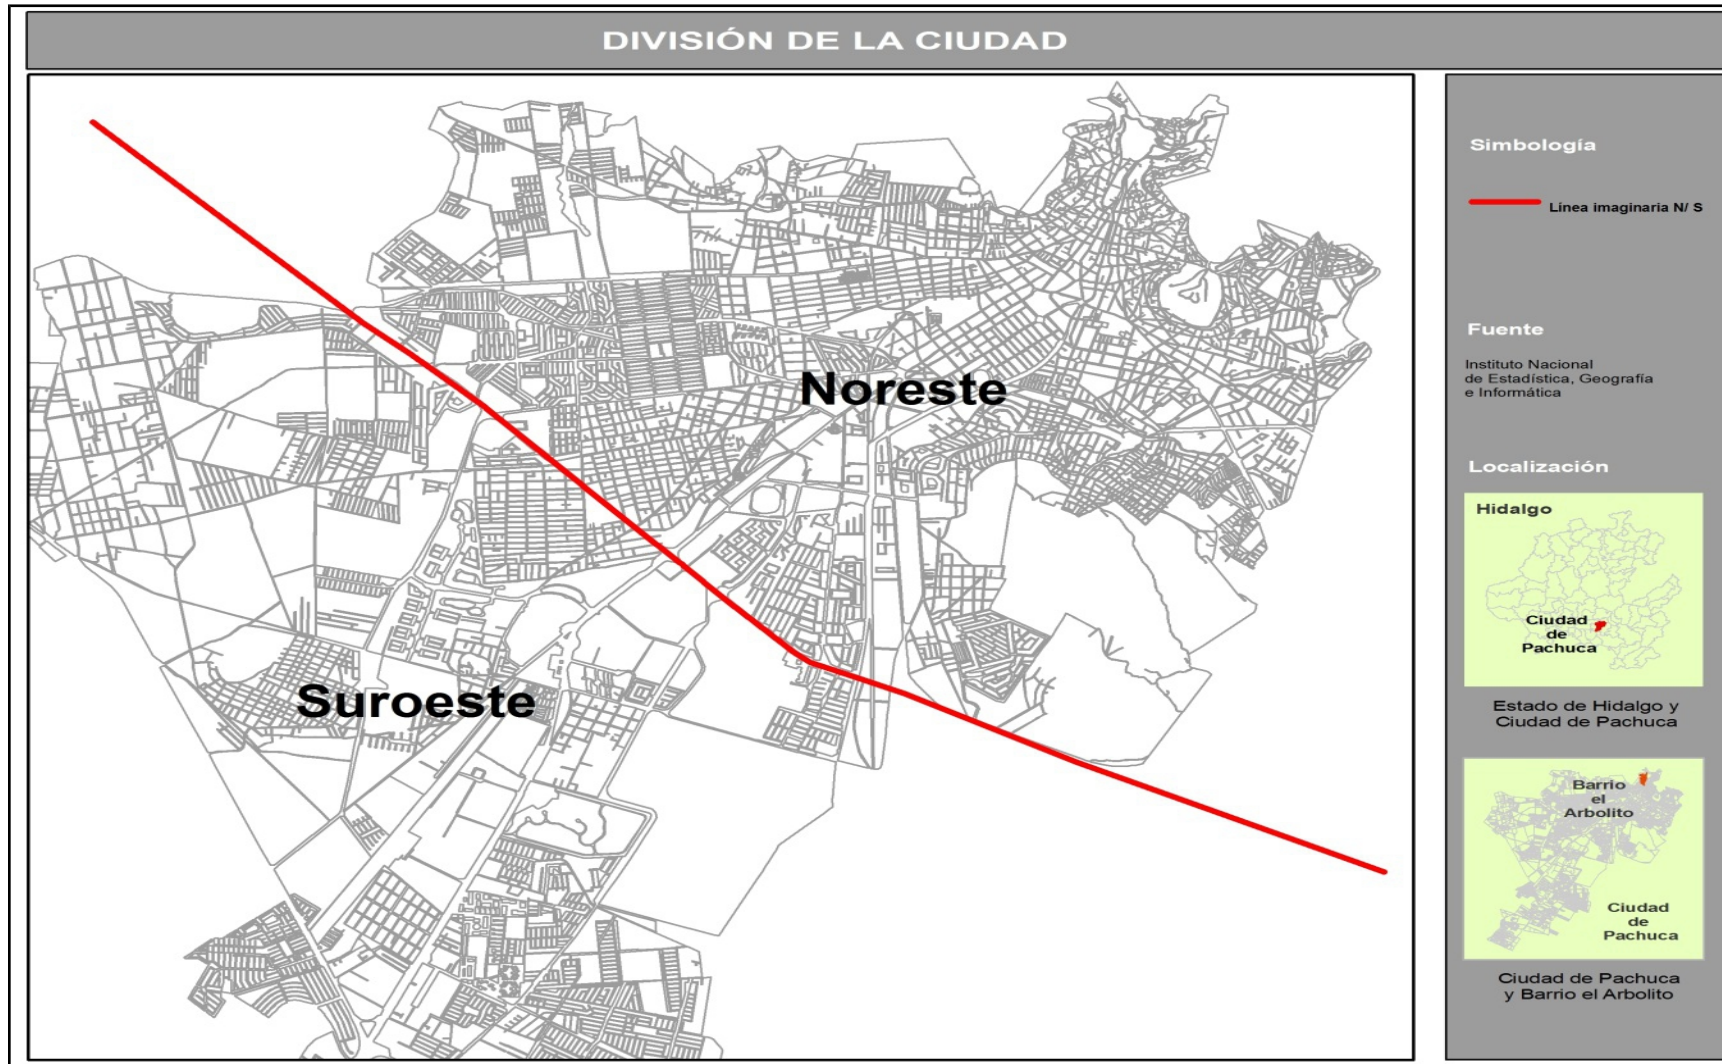 DIVISIÓN DE LA CIUDAD
Noreste
Suroeste
Simbología
Línea imaginaria N/ S
Fuente
Instituto Nacional
de Estadística, Geografía
e Informática
Localización
Hidalgo
Ciudad
de
Pachuca
Estado de Hidalgo y
Ciudad de Pachuca
Barrio
el
Arbolito
Ciudad
de
Pachuca
Ciudad de Pachuca
y Barrio el Arbolito